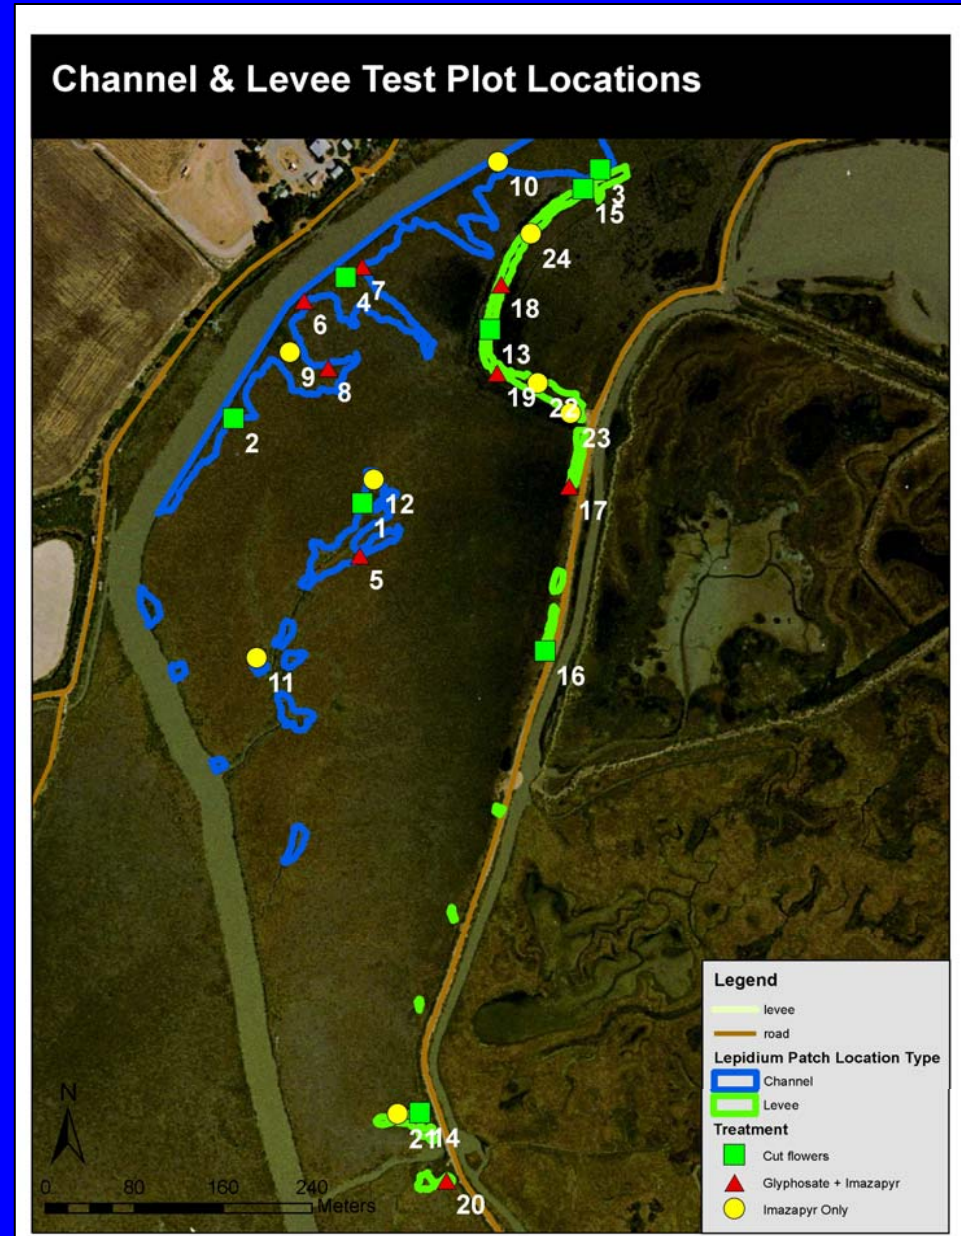 Channel & Levee Test Plot Locations
10
3
15
24
7
4
18
6
13
9
8
19
22
2
23
12
17
1
5
16
11
Legend
levee
road
Lepidium Patch Location Type
Channel
Levee
Treatment
Cut flowers
Glyphosate + Imazapyr
Imazapyr Only
N
21
14
20
0 80 160 240
Meters